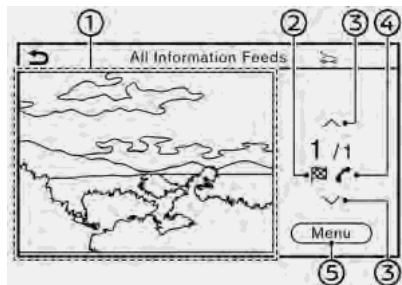 ① ② ③ ④
All Information Feeds
1 /1
Menu
⑤ ③